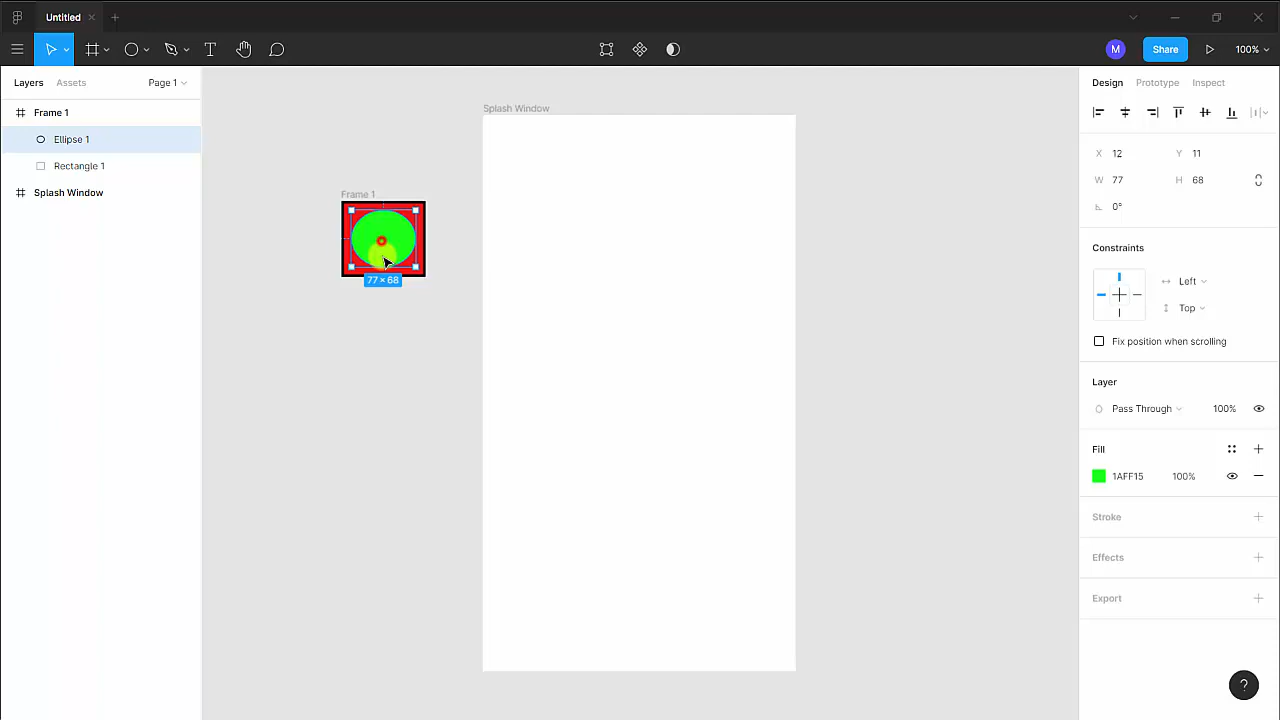 Untitled
M
Share
100%
Layers
Assets
Page 1
Design
Prototype
Inspect
Frame 1
Ellipse 1
Rectangle 1
Splash Window
Splash Window
Frame 1
77 × 68
X 12
Y 11
W 77
H 68
0°
Constraints
Left
Top
Fix position when scrolling
Layer
Pass Through
100%
Fill
1AFF15
100%
Stroke
Effects
Export
?